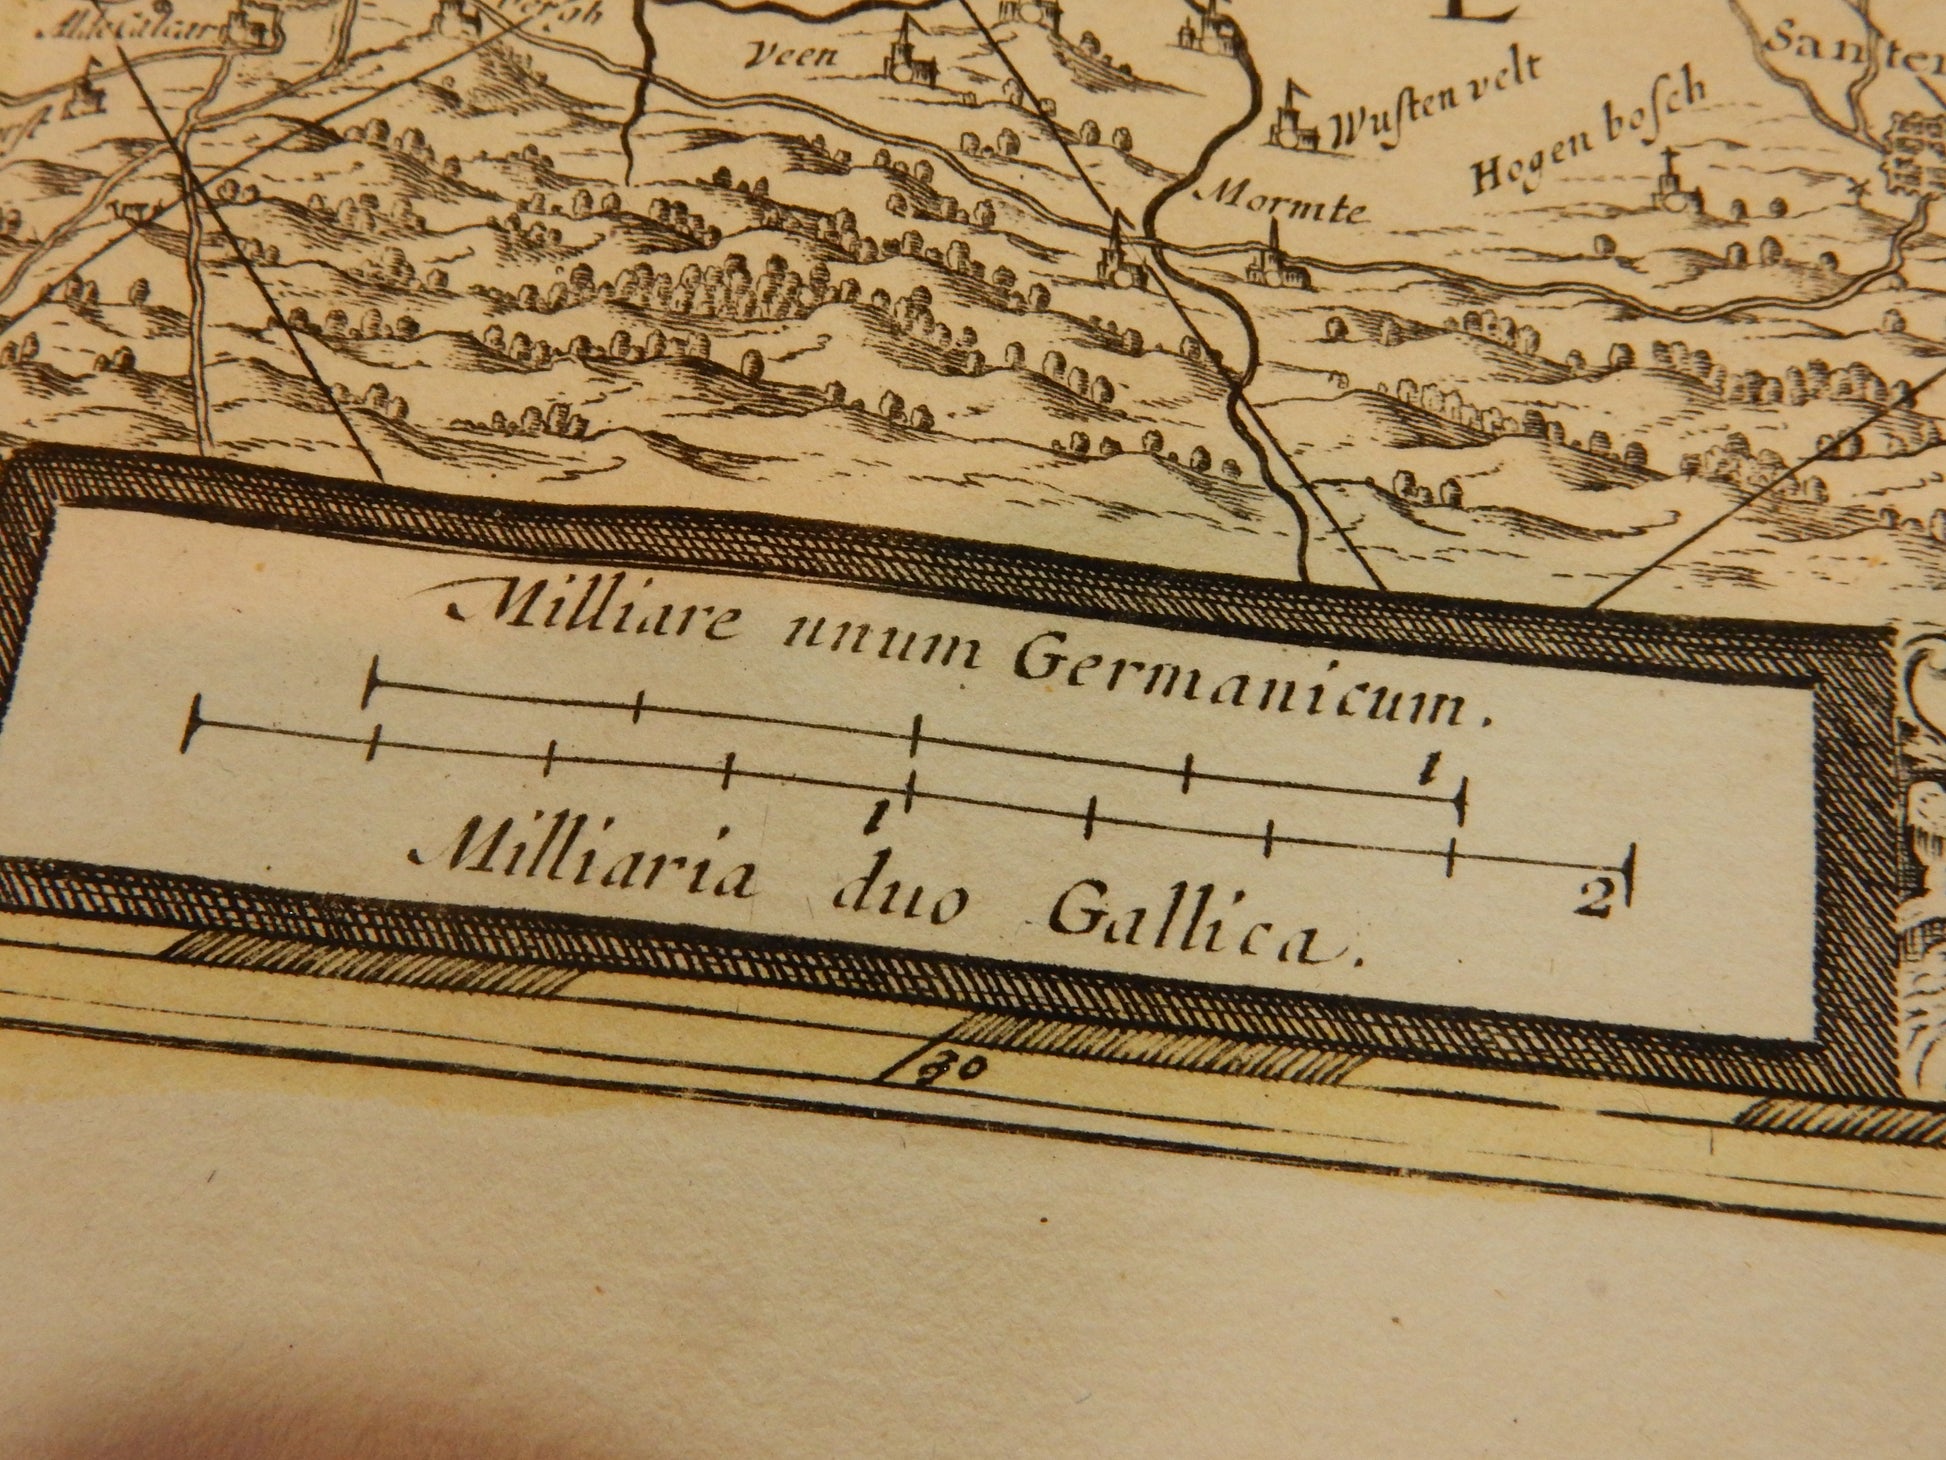 Veen
Wuſten velt
Hogen boſch
Mormte
Milliare unum Germanicum.
1
1
2
Milliaria duo Gallica.
30